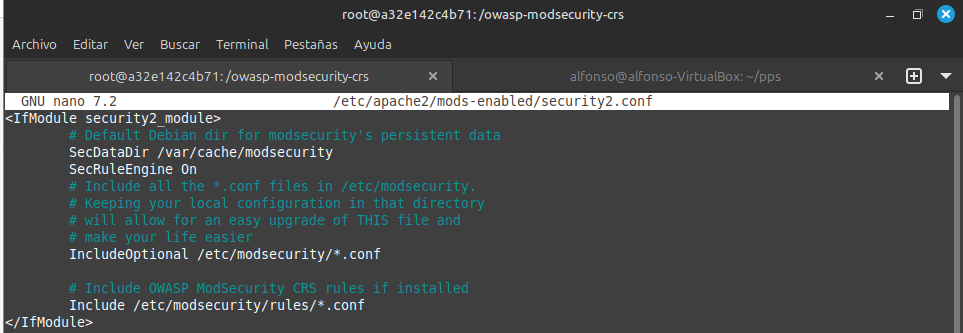 root@a32e142c4b71: /owasp-modsecurity-crs
Archivo Editar Ver Buscar Terminal Pestañas Ayuda
root@a32e142c4b71: /owasp-modsecurity-crs alfonso@alfonso-VirtualBox: ~/pps
GNU nano 7.2 /etc/apache2/mods-enabled/security2.conf
<IfModule security2_module>
# Default Debian dir for modsecurity's persistent data
SecDataDir /var/cache/modsecurity
SecRuleEngine On
# Include all the *.conf files in /etc/modsecurity.
# Keeping your local configuration in that directory
# will allow for an easy upgrade of THIS file and
# make your life easier
IncludeOptional /etc/modsecurity/*.conf
# Include OWASP ModSecurity CRS rules if installed
Include /etc/modsecurity/rules/*.conf
</IfModule>